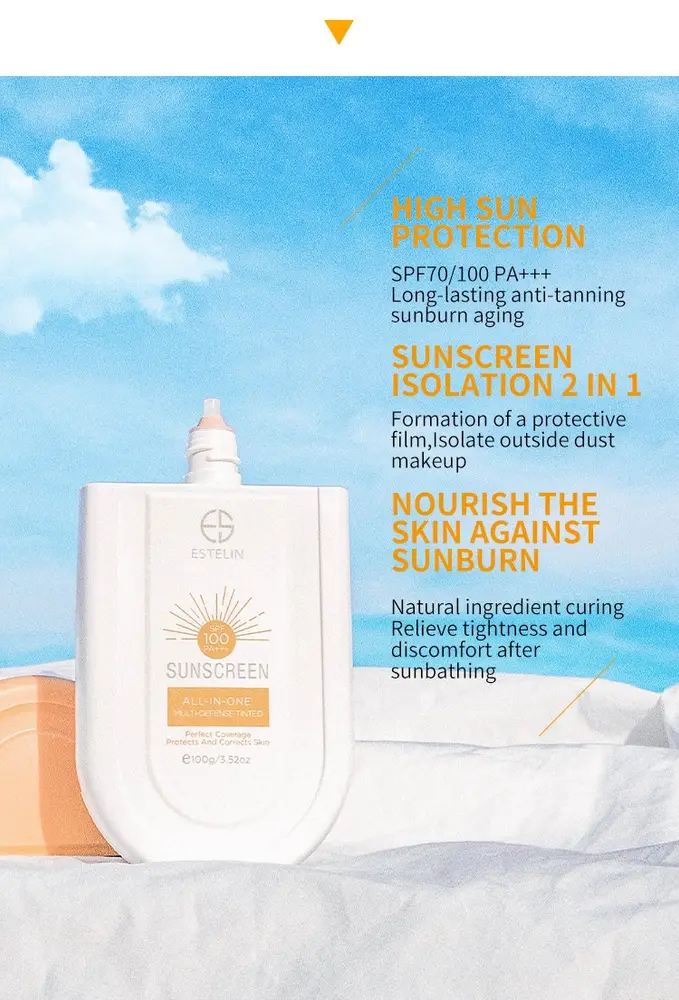 HIGH SUN
PROTECTION
SPF70/100 PA+++
Long-lasting anti-tanning
sunburn aging
SUNSCREEN
ISOLATION 2 IN 1
Formation of a protective
film,Isolate outside dust
makeup
NOURISH THE
SKIN AGAINST
SUNBURN
Natural ingredient curing
Relieve tightness and
discomfort after
sunbathing
ES
ESTELIN
SPF
100
PA+++
SUNSCREEN
ALL-IN-ONE
MULTI-DEFENSE TINTED
Perfect Coverage
Protects And Corrects Skin
e100g/3.52oz